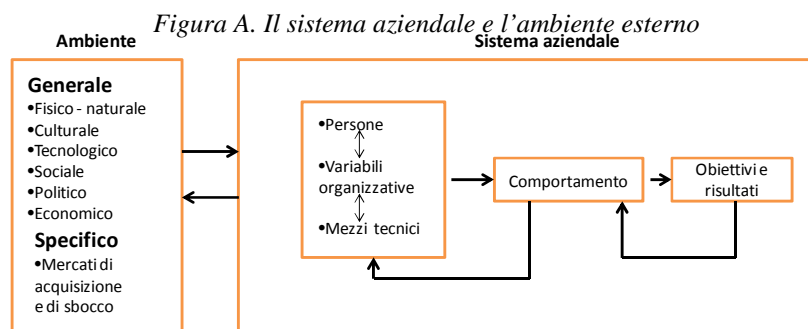 Figura A. Il sistema aziendale e l'ambiente esterno
Ambiente
Sistema aziendale
Generale
•Fisico - naturale
•Culturale
•Tecnologico
•Sociale
•Politico
•Economico
Specifico
•Mercati di
acquisizione
e di sbocco
•Persone
•Variabili
organizzative
•Mezzi tecnici
Comportamento
Obiettivi e
risultati